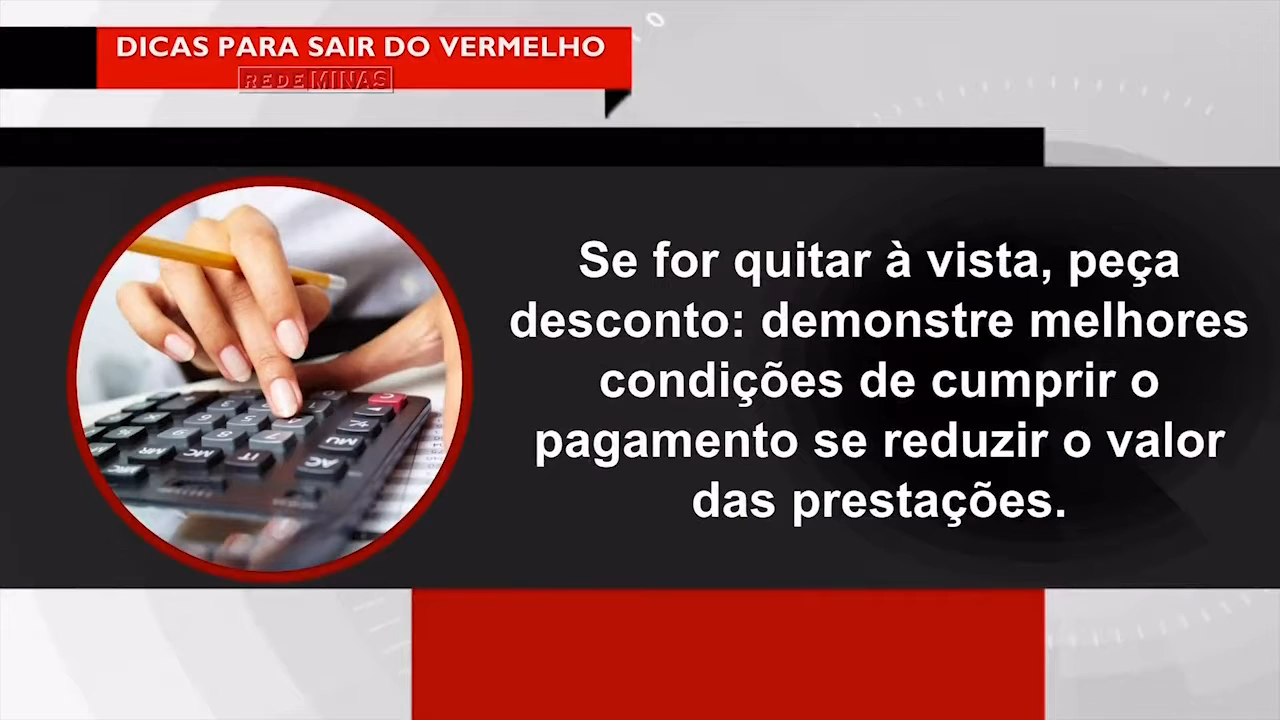 DICAS PARA SAIR DO VERMELHO
REDE MINAS
Se for quitar à vista, peça
desconto: demonstre melhores
condições de cumprir o
pagamento se reduzir o valor
das prestações.